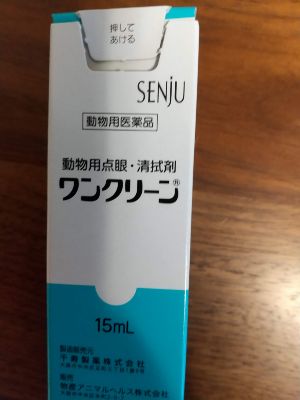 押して
あける
SENJU
動物用医薬品
動物用点眼・清拭剤
ワンクリーン®
15mL
製造販売元
千寿製薬株式会社
販売
物産アニマルヘルス株式会社